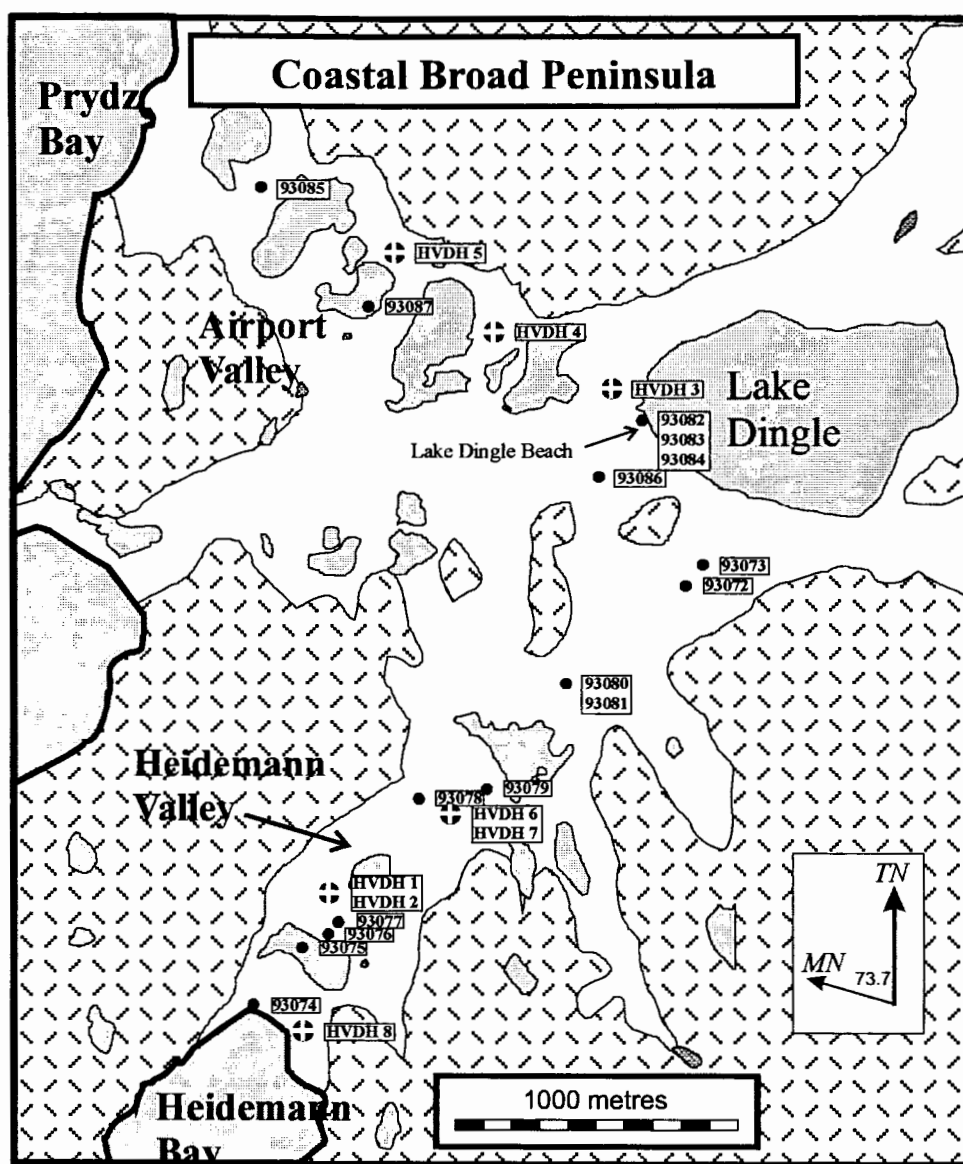 Coastal Broad Peninsula
Prydz
Bay
93085
HVDH 5
93087
Airport
Valley
HVDH 4
HVDH 3
Lake
Dingle
Lake Dingle Beach
93082
93083
93084
93086
93073
93072
93080
93081
Heidemann
Valley
93079
93078
HVDH 6
HVDH 7
HVDH 1
HVDH 2
93077
93076
93075
93074
HVDH 8
TN
MN
73.7
1000 metres
Heidemann
Bay